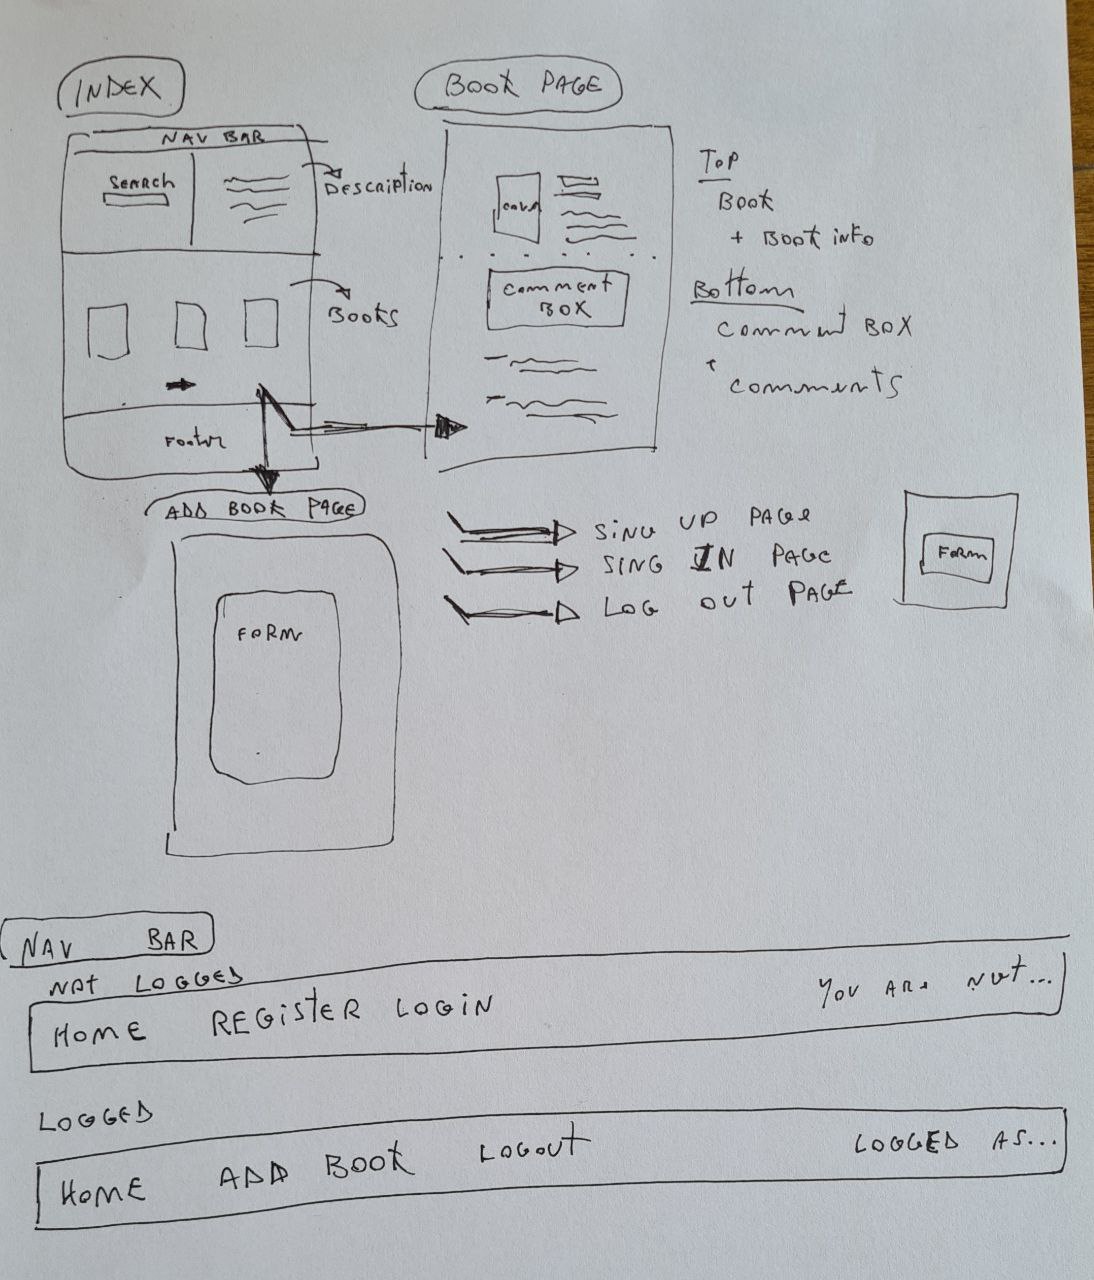 INDEX
NAV BAR
SEARCH
DESCRIPTION
BOOKS
FOOTER
BOOK PAGE
COVER
COMMENT
BOX
TOP
BOOK
+ BOOK INFO
BOTTOM
COMMENT BOX
+
COMMENTS
ADD BOOK PAGE
FORM
SING UP PAGE
SING IN PAGE
LOG OUT PAGE
FORM
NAV BAR
NOT LOGGED
HOME REGISTER LOGIN YOU ARE NOT...
LOGGED
HOME ADD BOOK LOGOUT LOGGED AS...